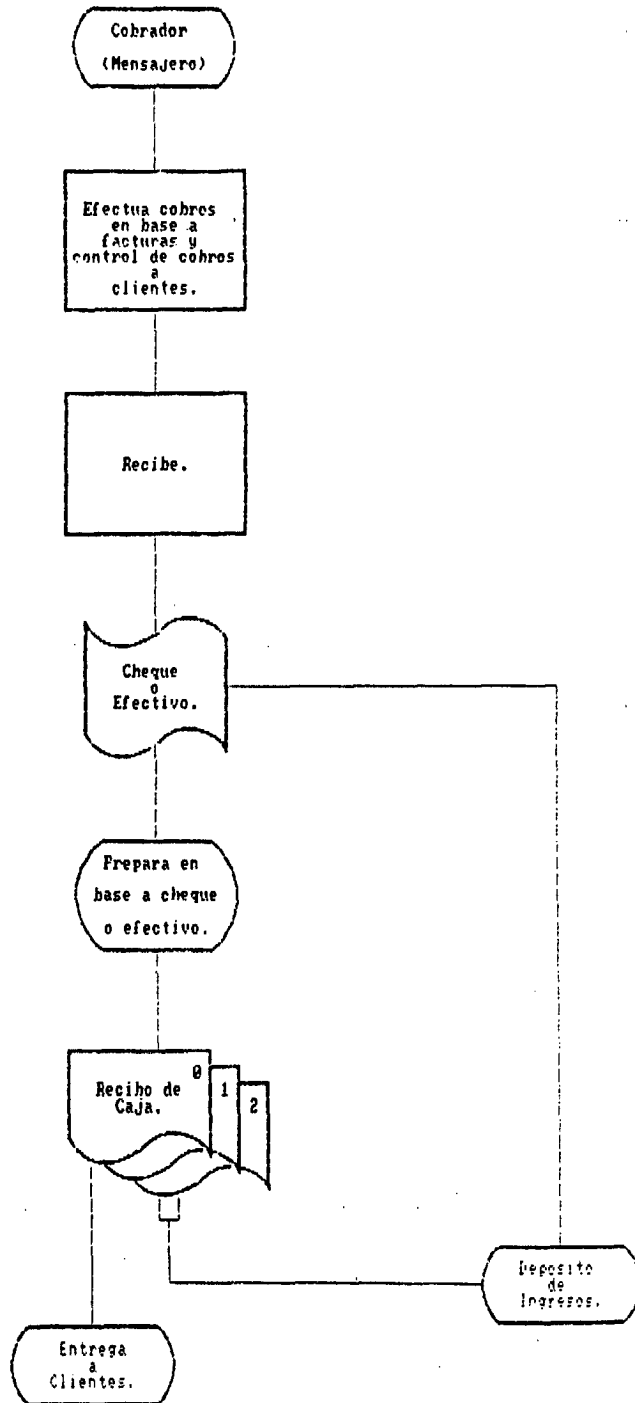 Cobrador
(Mensajero)
Efectua cobros
en base a
facturas y
control de cobros
a
clientes.
Recibe.
Cheque
o
Efectivo.
Prepara en
base a cheque
o efectivo.
0
Recibo de
Caja.
1
2
Deposito
de
Ingresos.
Entrega
a
Clientes.